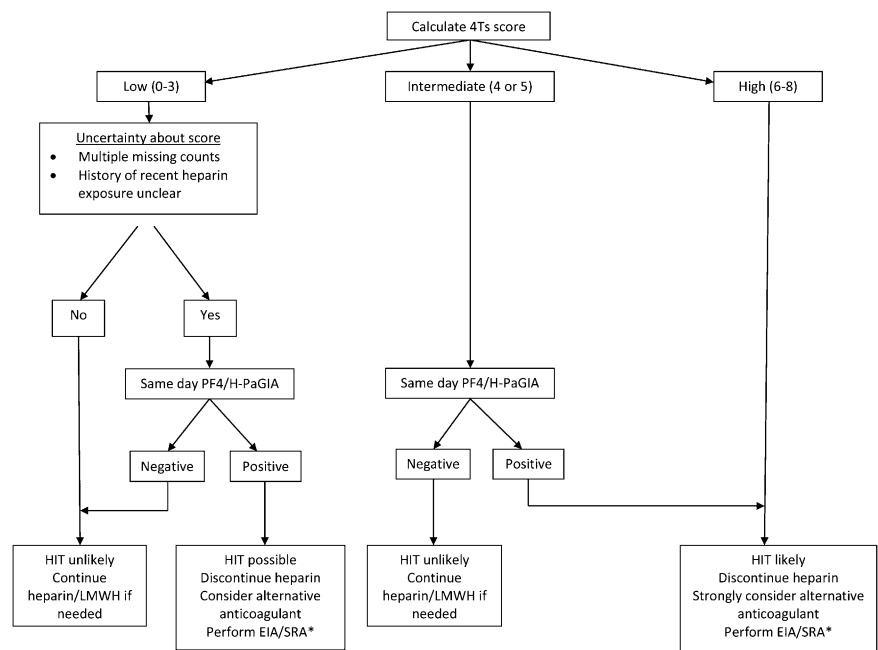 Calculate 4Ts score
Low (0-3)
Intermediate (4 or 5)
High (6-8)
Uncertainty about score
• Multiple missing counts
• History of recent heparin
exposure unclear
No
Yes
Same day PF4/H-PaGIA
Same day PF4/H-PaGIA
Negative
Positive
Negative
Positive
HIT unlikely
Continue
heparin/LMWH if
needed
HIT possible
Discontinue heparin
Consider alternative
anticoagulant
Perform EIA/SRA*
HIT unlikely
Continue
heparin/LMWH if
needed
HIT likely
Discontinue heparin
Strongly consider alternative
anticoagulant
Perform EIA/SRA*